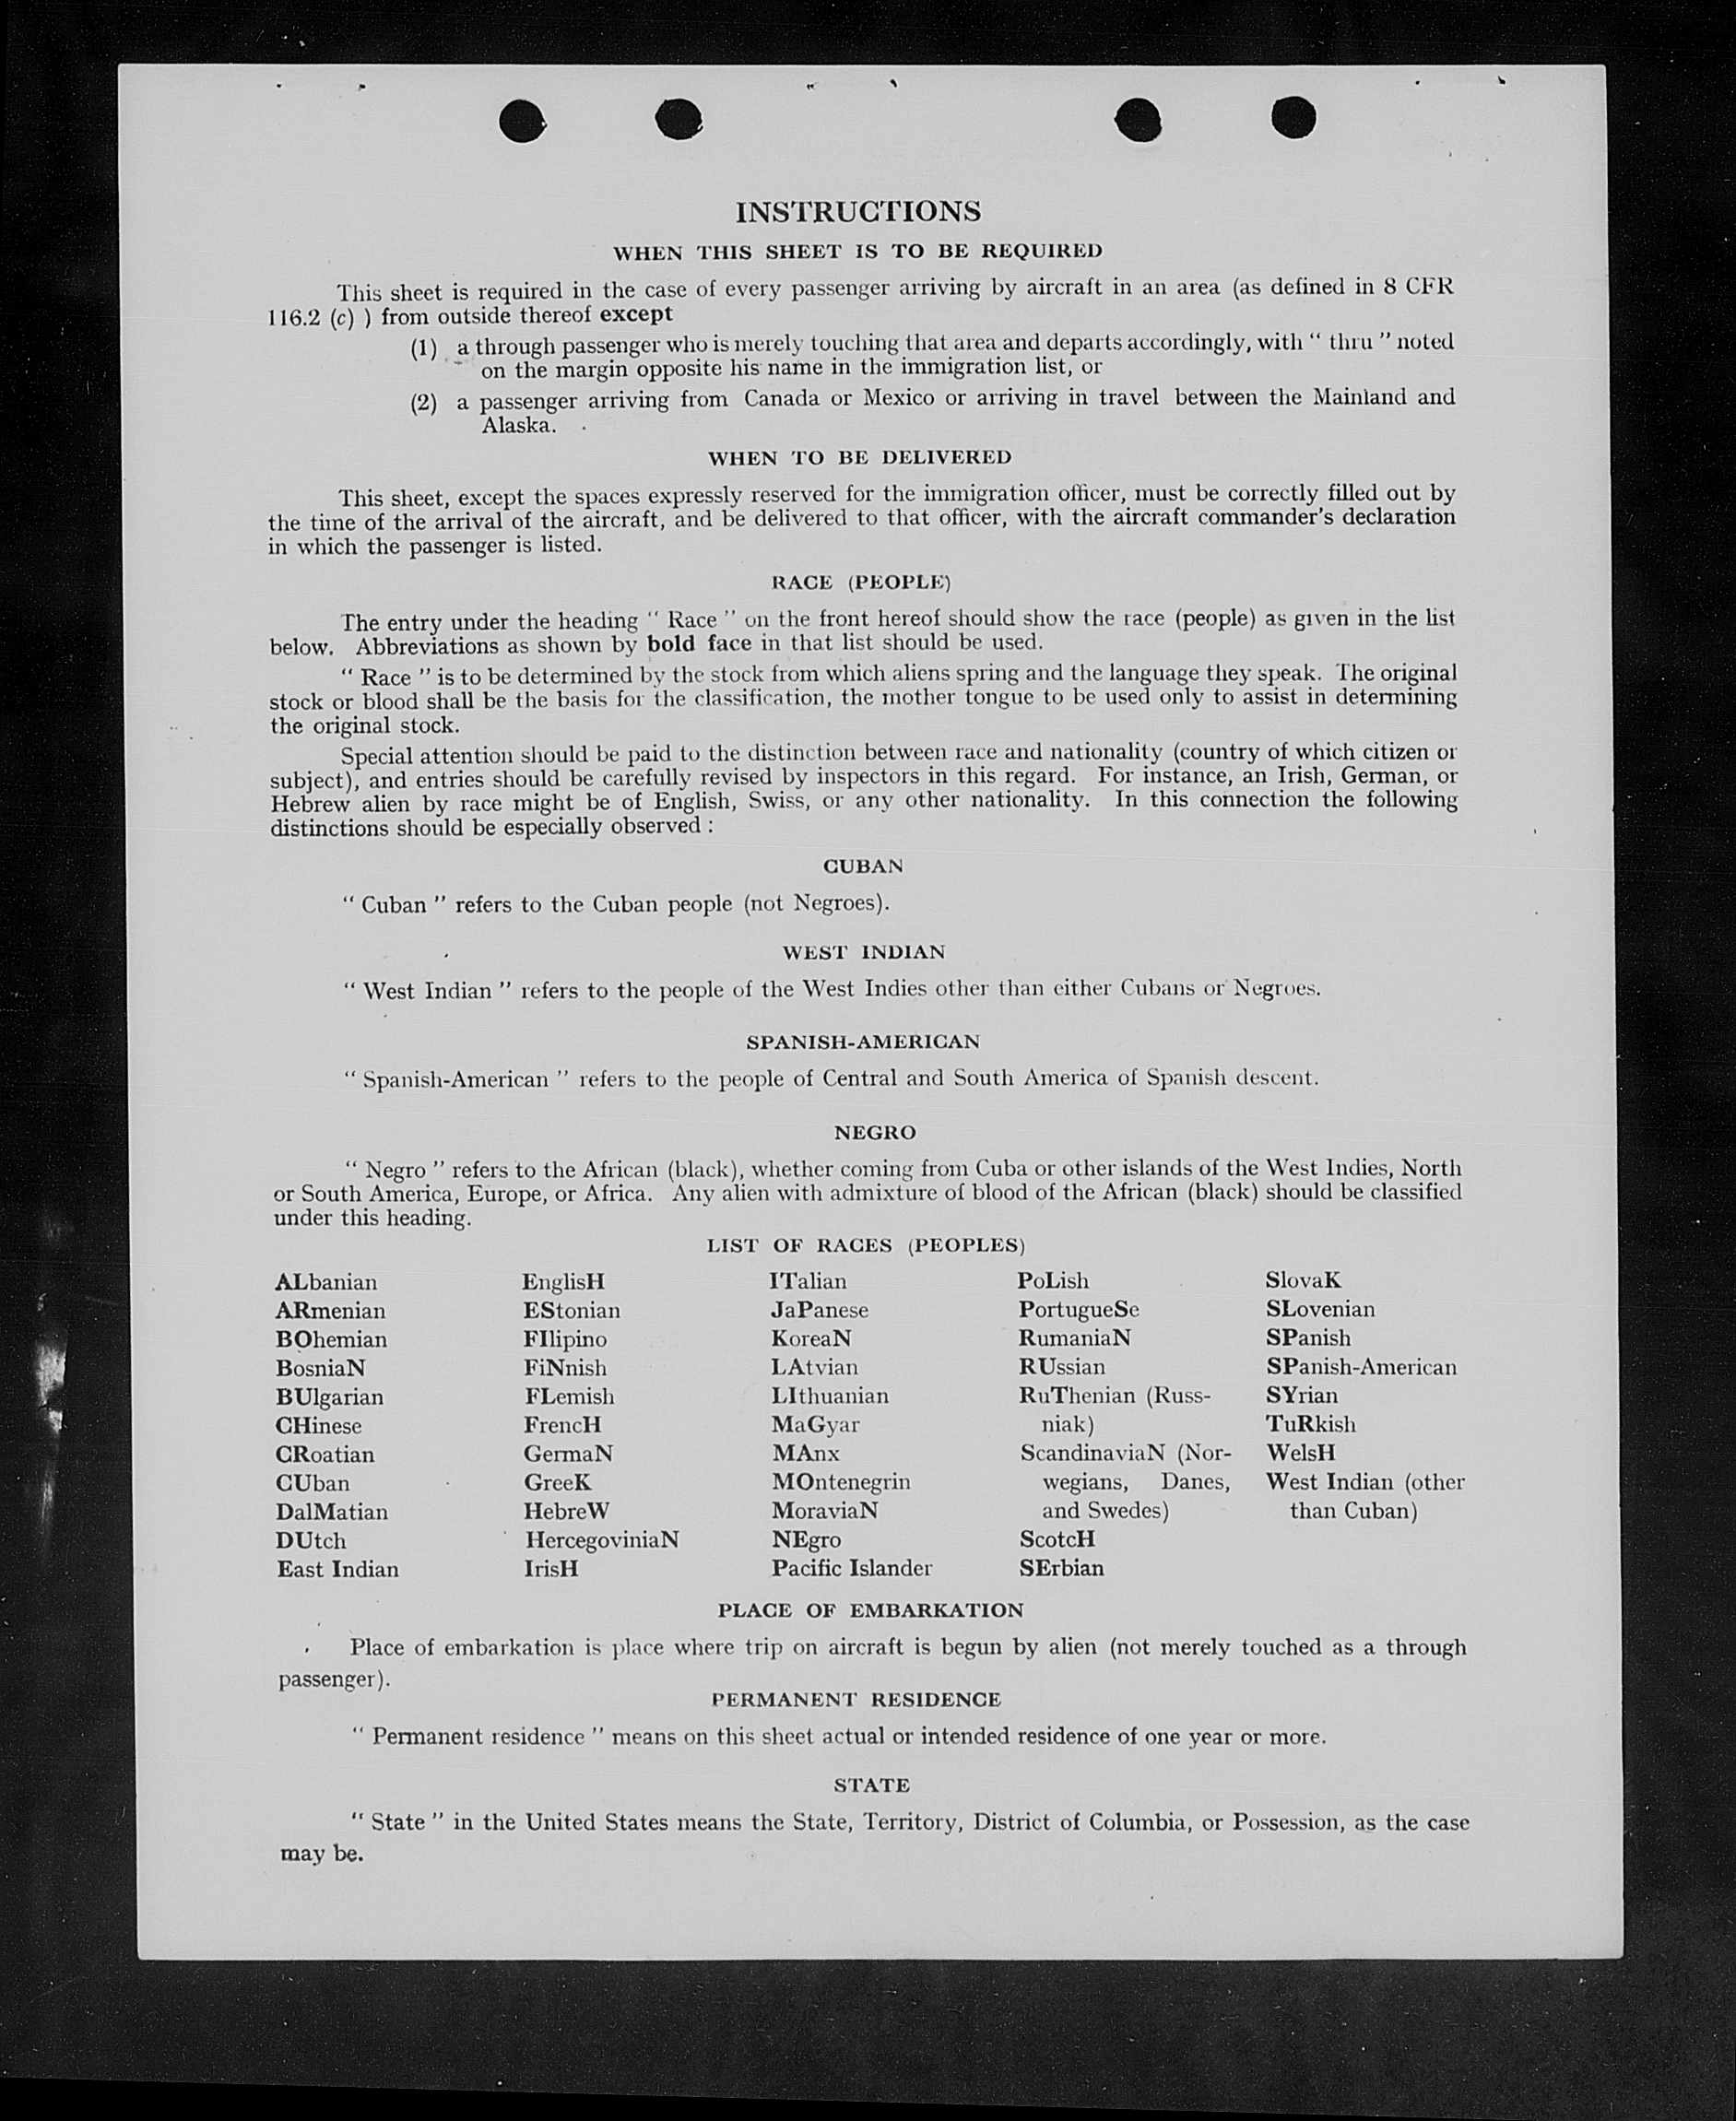 INSTRUCTIONS
WHEN THIS SHEET IS TO BE REQUIRED
This sheet is required in the case of every passenger arriving by aircraft in an area (as defined in 8 CFR
116.2 (c) ) from outside thereof except
(1) a through passenger who is merely touching that area and departs accordingly, with " thru " noted
on the margin opposite his name in the immigration list, or
(2) a passenger arriving from Canada or Mexico or arriving in travel between the Mainland and
Alaska.
WHEN TO BE DELIVERED
This sheet, except the spaces expressly reserved for the immigration officer, must be correctly filled out by
the time of the arrival of the aircraft, and be delivered to that officer, with the aircraft commander's declaration
in which the passenger is listed.
RACE (PEOPLE)
The entry under the heading " Race " on the front hereof should show the race (people) as given in the list
below. Abbreviations as shown by bold face in that list should be used.
" Race " is to be determined by the stock from which aliens spring and the language they speak. The original
stock or blood shall be the basis for the classification, the mother tongue to be used only to assist in determining
the original stock.
Special attention should be paid to the distinction between race and nationality (country of which citizen or
subject), and entries should be carefully revised by inspectors in this regard. For instance, an Irish, German, or
Hebrew alien by race might be of English, Swiss, or any other nationality. In this connection the following
distinctions should be especially observed :
CUBAN
" Cuban " refers to the Cuban people (not Negroes).
WEST INDIAN
" West Indian " refers to the people of the West Indies other than either Cubans or Negroes.
SPANISH-AMERICAN
" Spanish-American " refers to the people of Central and South America of Spanish descent.
NEGRO
" Negro " refers to the African (black), whether coming from Cuba or other islands of the West Indies, North
or South America, Europe, or Africa. Any alien with admixture of blood of the African (black) should be classified
under this heading.
LIST OF RACES (PEOPLES)
ALbanian
ARmenian
BOhemian
BosniaN
BUlgarian
CHinese
CRoatian
CUban
DalMatian
DUtch
East Indian
EnglisH
EStonian
FIlipino
FiNnish
FLemish
FrencH
GermaN
GreeK
HebreW
HercegoviniaN
IrisH
ITalian
JaPanese
KoreaN
LAtvian
LIthuanian
MaGyar
MAnx
MOntenegrin
MoraviaN
NEgro
Pacific Islander
PoLish
PortugueSe
RumaniaN
RUssian
RuThenian (Russ-
niak)
ScandinaviaN (Nor-
wegians, Danes,
and Swedes)
ScotcH
SErbian
SlovaK
SLovenian
SPanish
SPanish-American
SYrian
TuRkish
WelsH
West Indian (other
than Cuban)
PLACE OF EMBARKATION
Place of embarkation is place where trip on aircraft is begun by alien (not merely touched as a through
passenger).
PERMANENT RESIDENCE
" Permanent residence " means on this sheet actual or intended residence of one year or more.
STATE
" State " in the United States means the State, Territory, District of Columbia, or Possession, as the case
may be.